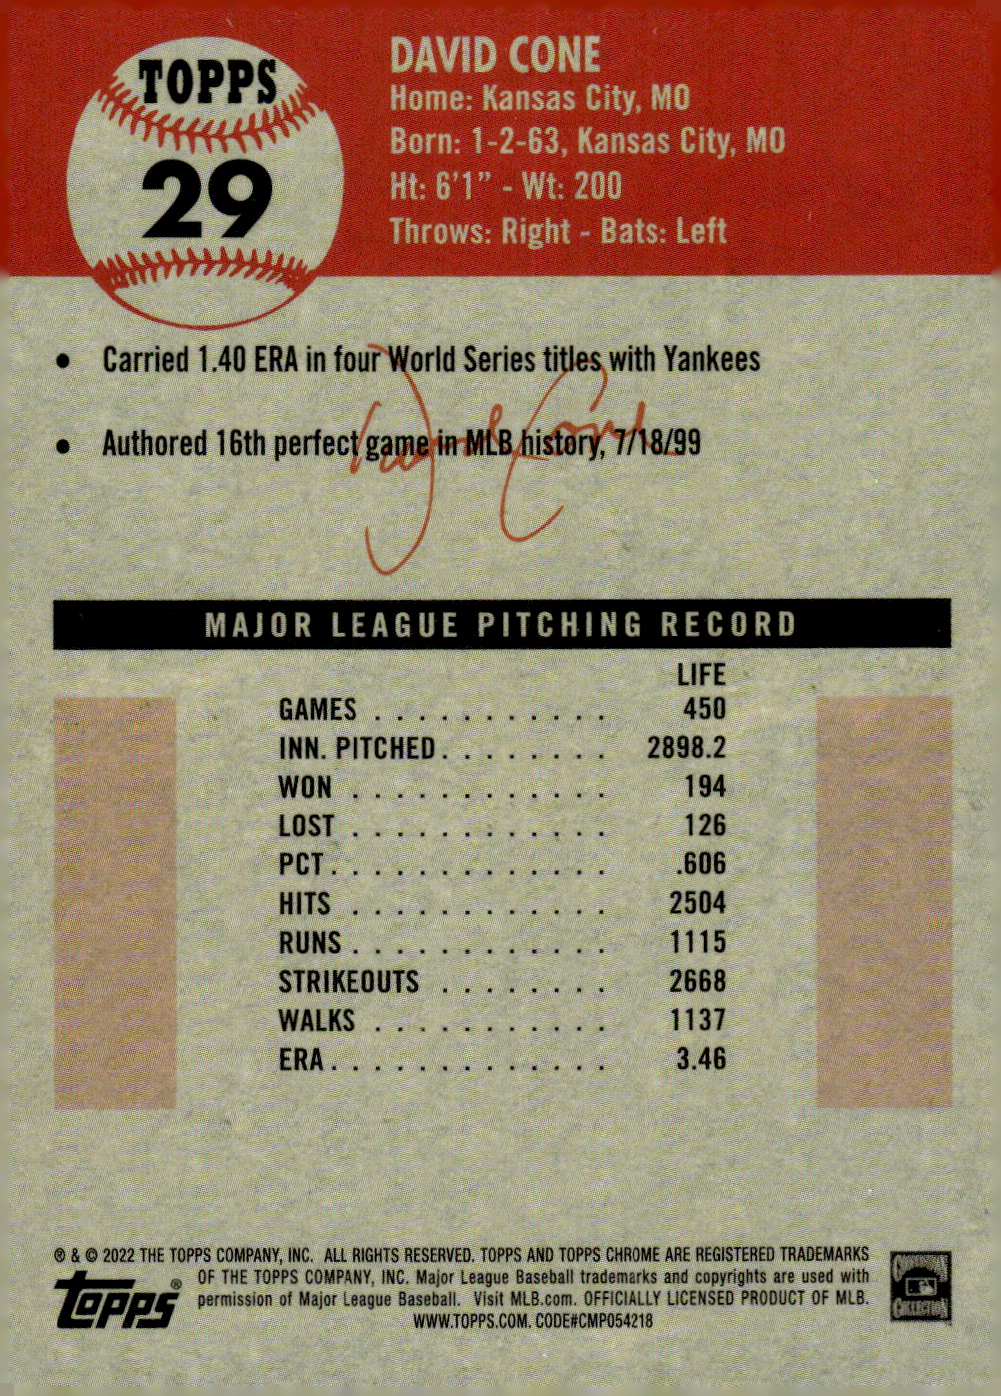 TOPPS
29
DAVID CONE
Home: Kansas City, MO
Born: 1-2-63, Kansas City, MO
Ht: 6'1” - Wt: 200
Throws: Right - Bats: Left
• Carried 1.40 ERA in four World Series titles with Yankees
• Authored 16th perfect game in MLB history, 7/18/99
David Cone
MAJOR LEAGUE PITCHING RECORD
LIFE
GAMES . . . . . . . . . . . 450
INN. PITCHED . . . . . . . . 2898.2
WON . . . . . . . . . . . . 194
LOST . . . . . . . . . . . . 126
PCT . . . . . . . . . . . . . .606
HITS . . . . . . . . . . . . 2504
RUNS . . . . . . . . . . . . 1115
STRIKEOUTS . . . . . . . . 2668
WALKS . . . . . . . . . . . 1137
ERA . . . . . . . . . . . . . 3.46
® & © 2022 THE TOPPS COMPANY, INC. ALL RIGHTS RESERVED. TOPPS AND TOPPS CHROME ARE REGISTERED TRADEMARKS
OF THE TOPPS COMPANY, INC. Major League Baseball trademarks and copyrights are used with
permission of Major League Baseball. Visit MLB.com. OFFICIALLY LICENSED PRODUCT OF MLB.
WWW.TOPPS.COM. CODE#CMP054218
Topps®
COOPERSTOWN
COLLECTION